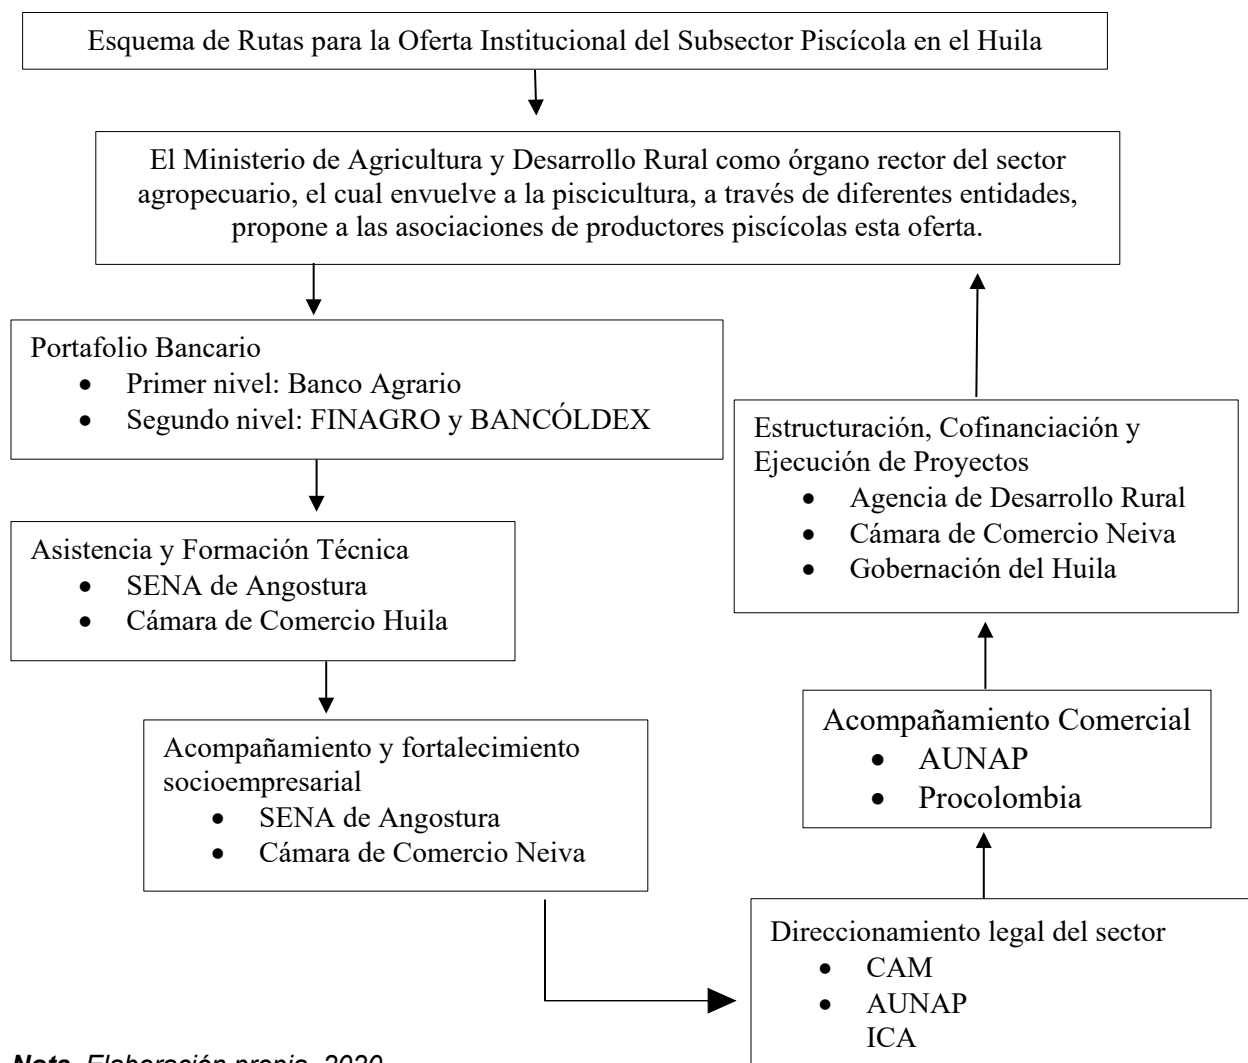 Esquema de Rutas para la Oferta Institucional del Subsector Piscícola en el Huila
El Ministerio de Agricultura y Desarrollo Rural como órgano rector del sector
agropecuario, el cual envuelve a la piscicultura, a través de diferentes entidades,
propone a las asociaciones de productores piscícolas esta oferta.
Portafolio Bancario
• Primer nivel: Banco Agrario
• Segundo nivel: FINAGRO y BANCÓLDEX
Asistencia y Formación Técnica
• SENA de Angostura
• Cámara de Comercio Huila
Acompañamiento y fortalecimiento
socioempresarial
• SENA de Angostura
• Cámara de Comercio Neiva
Direccionamiento legal del sector
• CAM
• AUNAP
ICA
Acompañamiento Comercial
• AUNAP
• Procolombia
Estructuración, Cofinanciación y
Ejecución de Proyectos
• Agencia de Desarrollo Rural
• Cámara de Comercio Neiva
• Gobernación del Huila
Nota. Elaboración propia, 2020